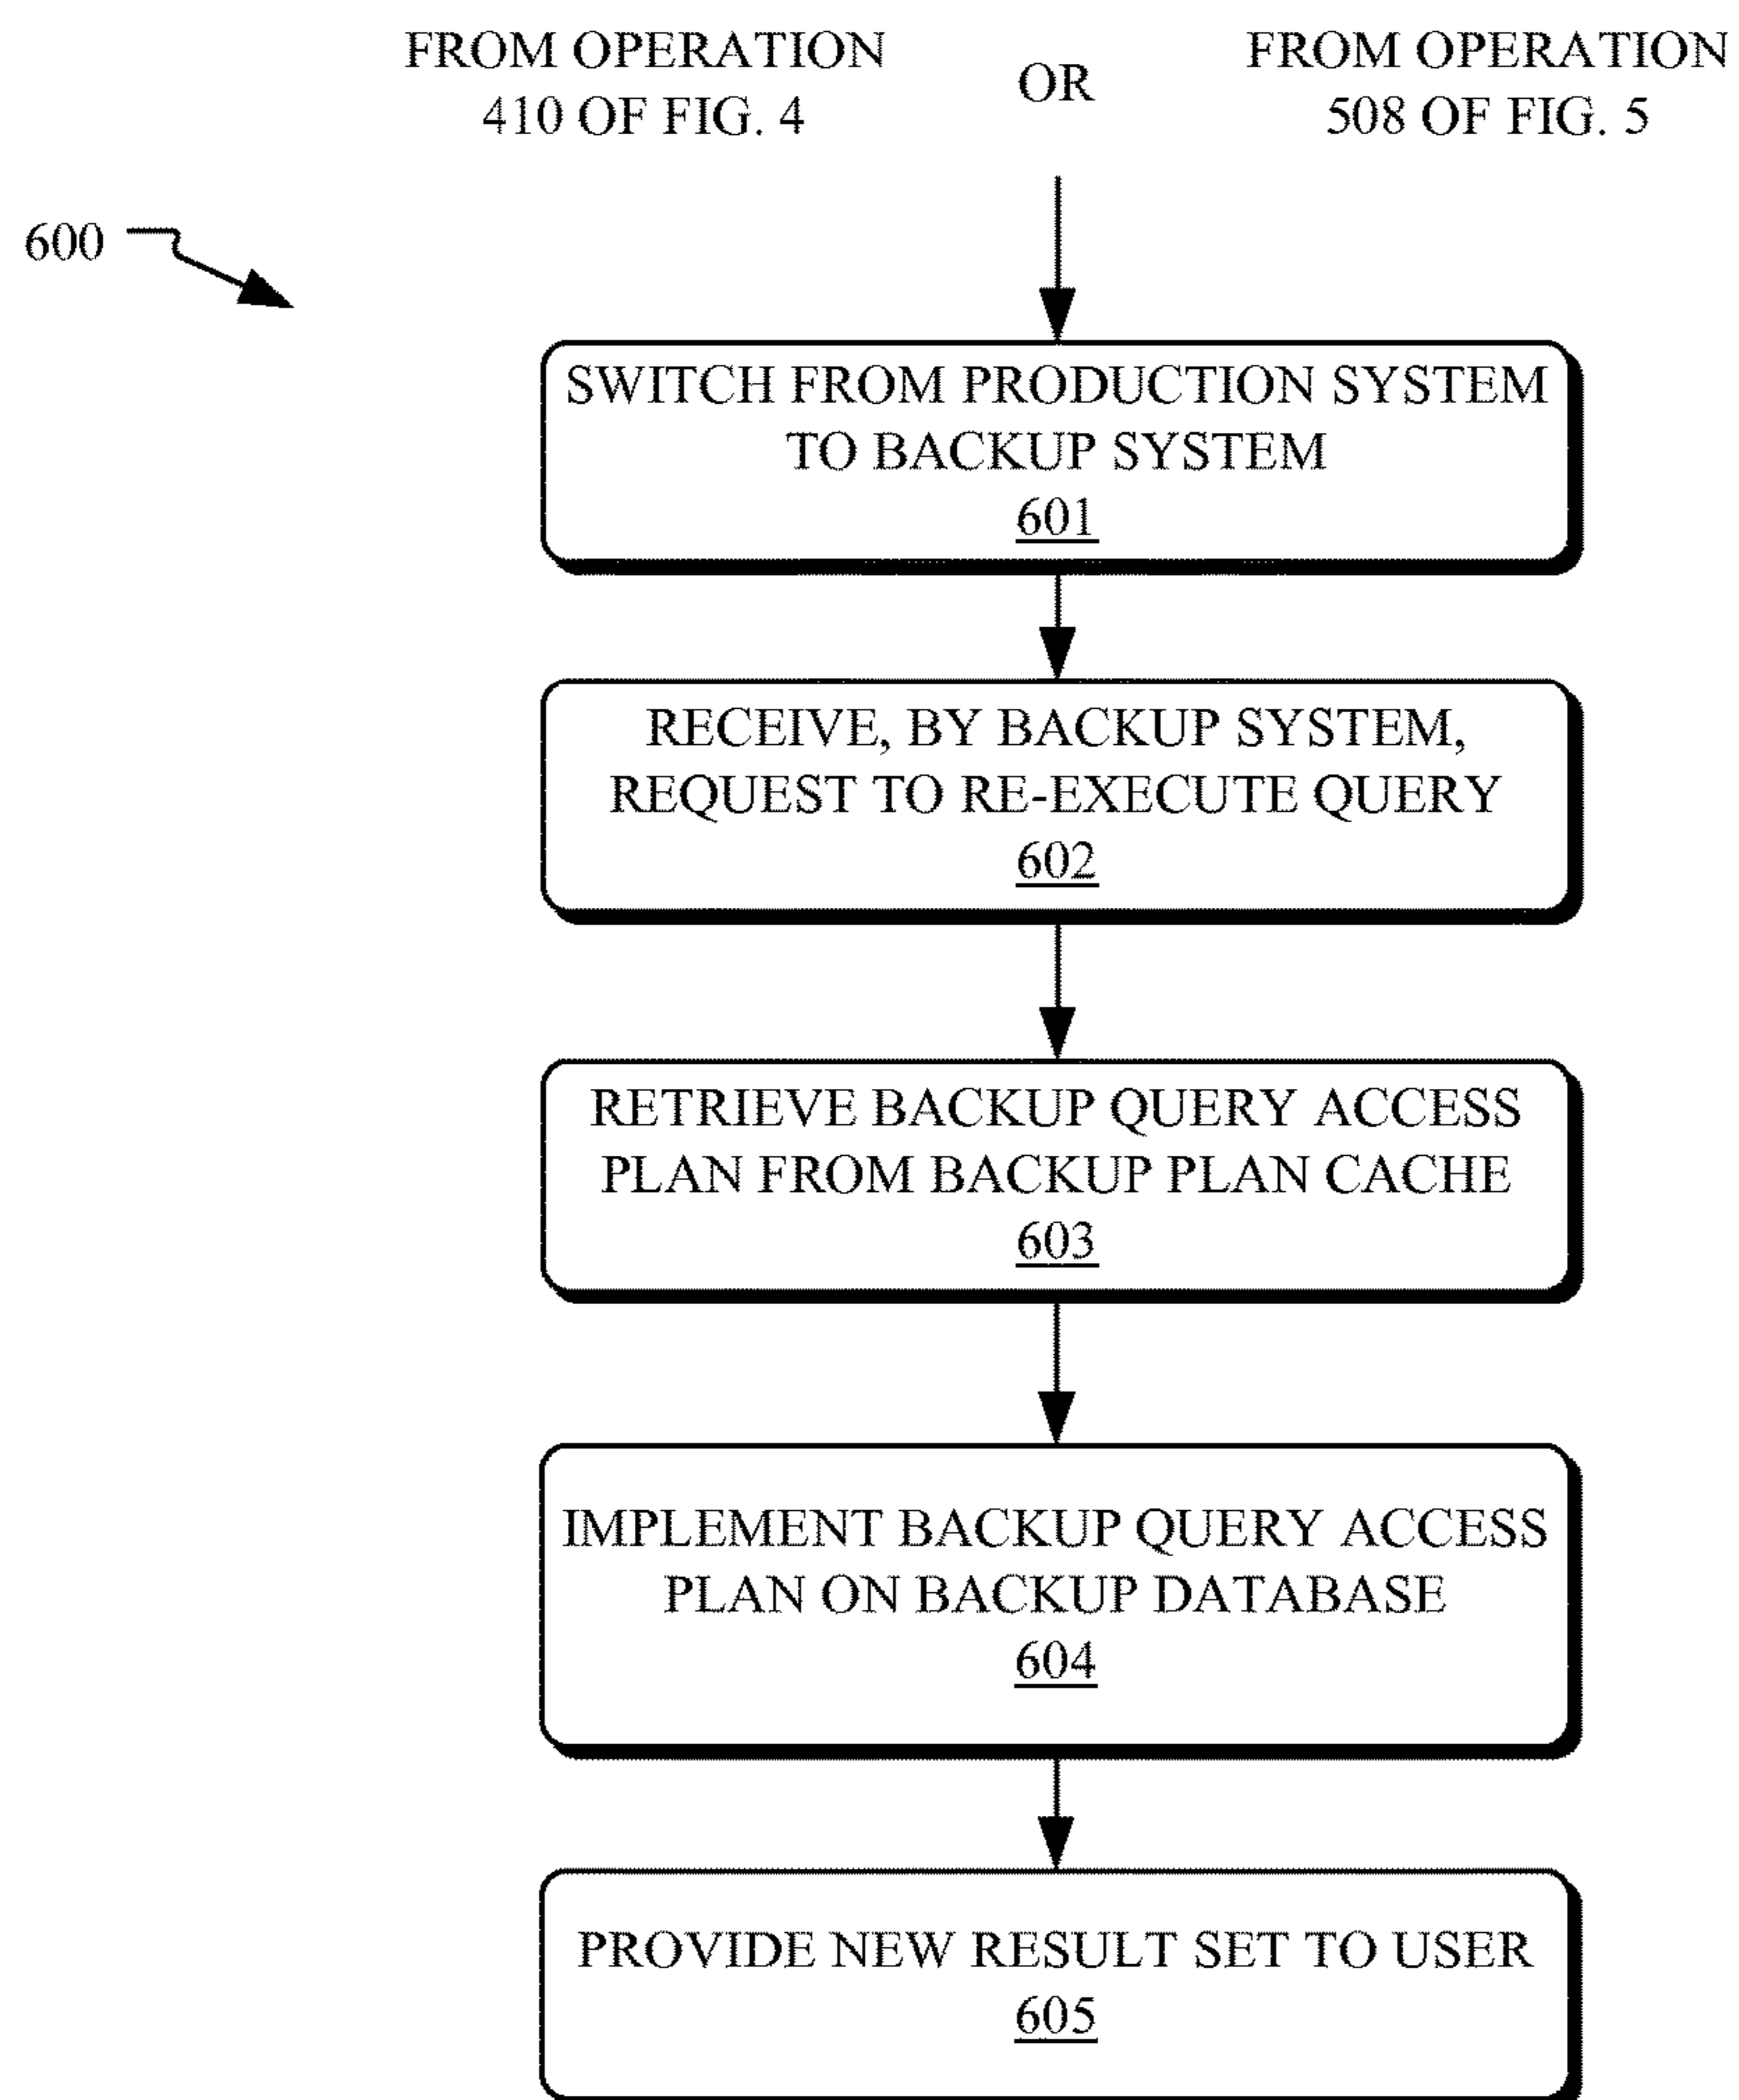 FROM OPERATION
410 OF FIG. 4
OR
FROM OPERATION
508 OF FIG. 5
600
SWITCH FROM PRODUCTION SYSTEM
TO BACKUP SYSTEM
601
RECEIVE, BY BACKUP SYSTEM,
REQUEST TO RE-EXECUTE QUERY
602
RETRIEVE BACKUP QUERY ACCESS
PLAN FROM BACKUP PLAN CACHE
603
IMPLEMENT BACKUP QUERY ACCESS
PLAN ON BACKUP DATABASE
604
PROVIDE NEW RESULT SET TO USER
605